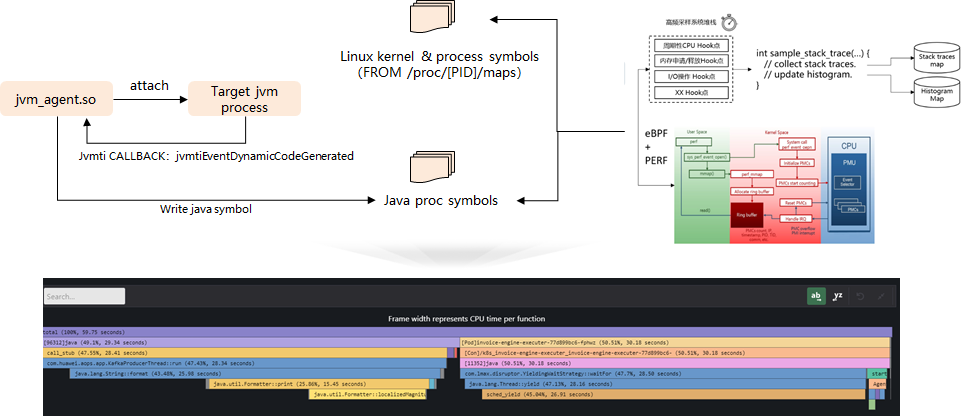 Linux kernel & process symbols
(FROM /proc/[PID]/maps)
jvm_agent.so
attach
Target jvm
process
Jvmti CALLBACK：jvmtiEventDynamicCodeGenerated
Write java symbol
Java proc symbols
高频采样系统堆栈
周期性CPU Hook点
内存申请/释放Hook点
I/O操作 Hook点
XX Hook点
int sample_stack_trace(...) {
// collect stack traces.
// update histogram.
}
Stack traces
map
Histogram
Map
eBPF
+
PERF
User Space
Kernel Space
perf
sys_perf_event_open()
mmap()
read()
perf_mmap
Allocate ring buffer
Ring buffer
System call
perf_event_open
Initialize PMCs
PMCs start counting
Reset PMCs
Handle IRQ
CPU
PMU
Event
Selector
PMCs
Search...
ab
yz
Frame width represents CPU time per function
total (100%, 59.75 seconds)
[96312]java (49.1%, 29.34 seconds)
[Pod]invoice-engine-executer-77d899bc6-fphwz (50.51%, 30.18 seconds)
call_stub (47.55%, 28.41 seconds)
[Con]/k8s_invoice-engine-executer_invoice-engine-executer-77d899bc6- (50.51%, 30.18 seconds)
com.huawei.wops.app.KafkaProducerThread::run (47.43%, 28.34 seconds)
[11352]java (50.51%, 30.18 seconds)
java.lang.String::format (43.48%, 25.98 seconds)
com.lmax.disruptor.YieldingWaitStrategy::waitFor (47.7%, 28.50 seconds)
start
java.util.Formatter::print (25.86%, 15.45 seconds)
java.lang.Thread::yield (47.13%, 28.16 seconds)
Agen
java.util.Formatter::localizedMagnitu
sched_yield (45.04%, 26.91 seconds)